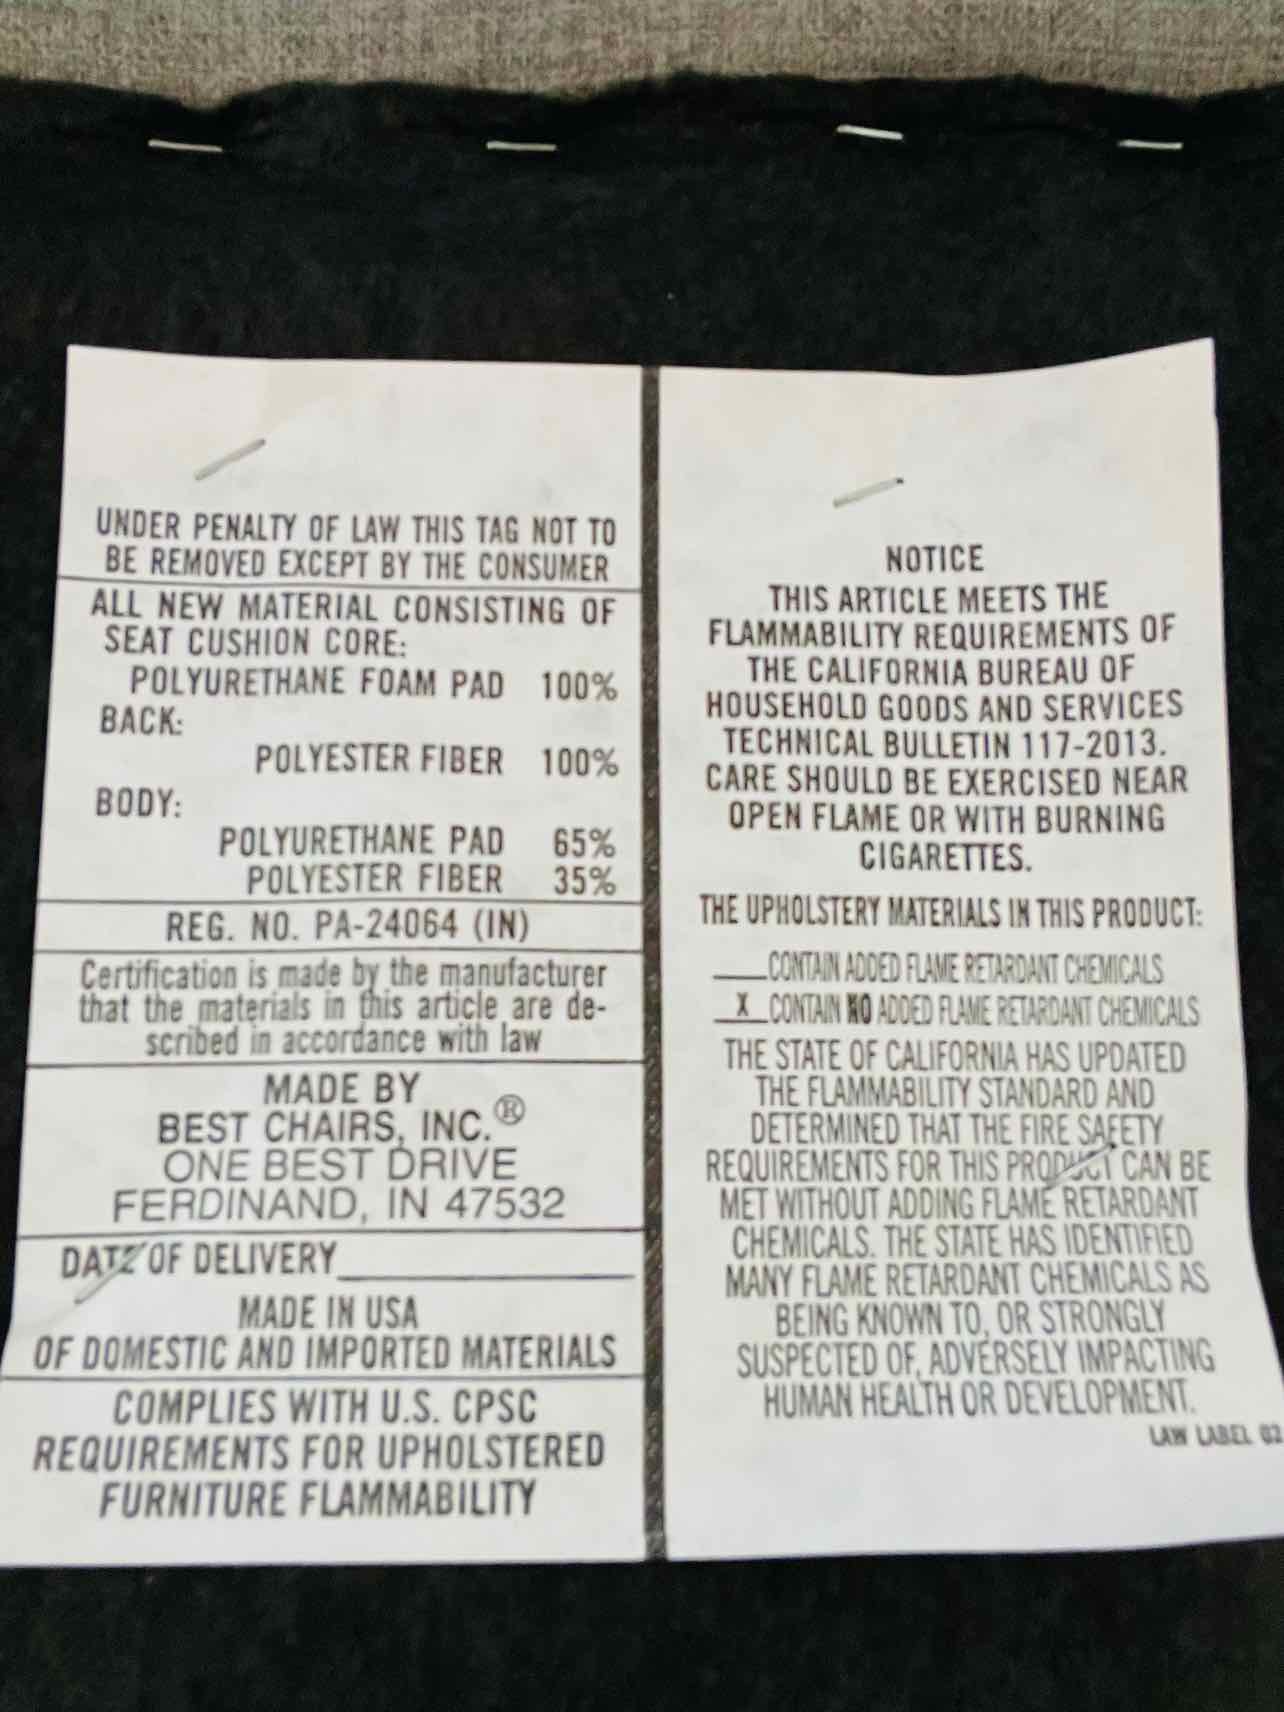 UNDER PENALTY OF LAW THIS TAG NOT TO
BE REMOVED EXCEPT BY THE CONSUMER
ALL NEW MATERIAL CONSISTING OF
SEAT CUSHION CORE:
POLYURETHANE FOAM PAD 100%
BACK:
POLYESTER FIBER 100%
BODY:
POLYURETHANE PAD 65%
POLYESTER FIBER 35%
REG. NO. PA-24064 (IN)
Certification is made by the manufacturer
that the materials in this article are de-
scribed in accordance with law
MADE BY
BEST CHAIRS, INC.®
ONE BEST DRIVE
FERDINAND, IN 47532
DATE OF DELIVERY
MADE IN USA
OF DOMESTIC AND IMPORTED MATERIALS
COMPLIES WITH U.S. CPSC
REQUIREMENTS FOR UPHOLSTERED
FURNITURE FLAMMABILITY
NOTICE
THIS ARTICLE MEETS THE
FLAMMABILITY REQUIREMENTS OF
THE CALIFORNIA BUREAU OF
HOUSEHOLD GOODS AND SERVICES
TECHNICAL BULLETIN 117-2013.
CARE SHOULD BE EXERCISED NEAR
OPEN FLAME OR WITH BURNING
CIGARETTES.
THE UPHOLSTERY MATERIALS IN THIS PRODUCT:
___CONTAIN ADDED FLAME RETARDANT CHEMICALS
_X_CONTAIN NO ADDED FLAME RETARDANT CHEMICALS
THE STATE OF CALIFORNIA HAS UPDATED
THE FLAMMABILITY STANDARD AND
DETERMINED THAT THE FIRE SAFETY
REQUIREMENTS FOR THIS PRODUCT CAN BE
MET WITHOUT ADDING FLAME RETARDANT
CHEMICALS. THE STATE HAS IDENTIFIED
MANY FLAME RETARDANT CHEMICALS AS
BEING KNOWN TO, OR STRONGLY
SUSPECTED OF, ADVERSELY IMPACTING
HUMAN HEALTH OR DEVELOPMENT.
LAW LABEL 02